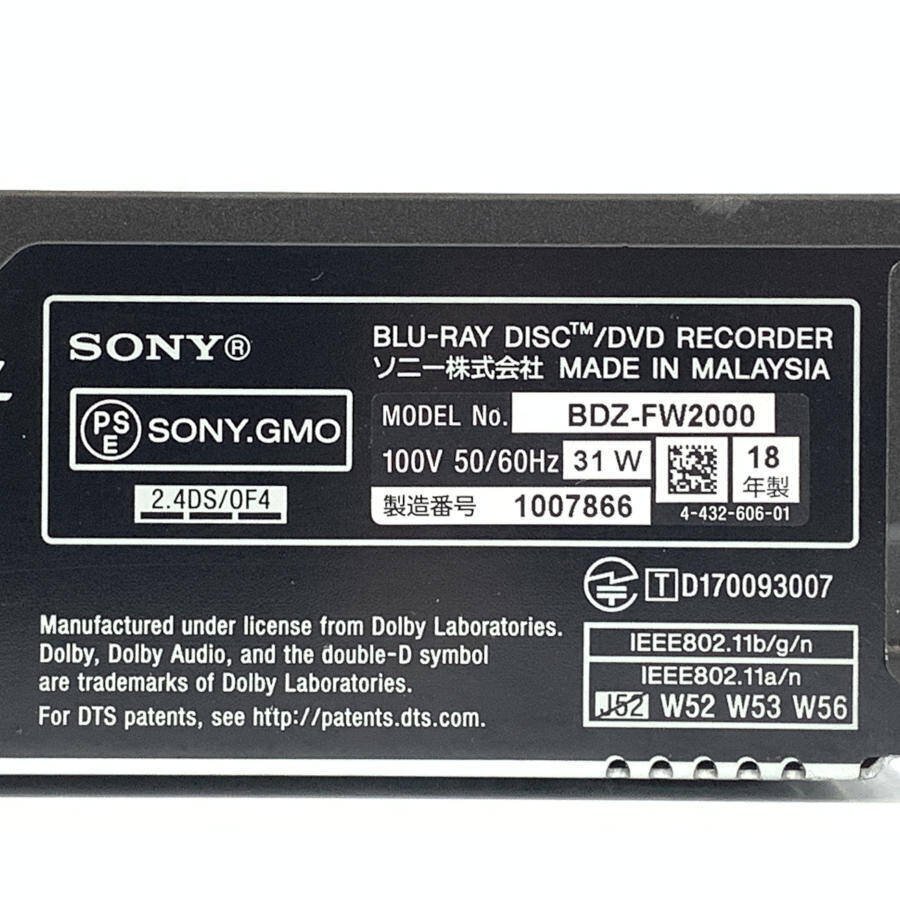 SONY®
BLU-RAY DISC™/DVD RECORDER
ソニー株式会社 MADE IN MALAYSIA
PSE SONY.GMO
MODEL No. BDZ-FW2000
100V 50/60Hz 31 W
18
年製
2.4DS/OF4
製造番号 1007866
4-432-606-01
T D170093007
Manufactured under license from Dolby Laboratories.
Dolby, Dolby Audio, and the double-D symbol
are trademarks of Dolby Laboratories.
For DTS patents, see http://patents.dts.com.
IEEE802.11b/g/n
IEEE802.11a/n
J52 W52 W53 W56